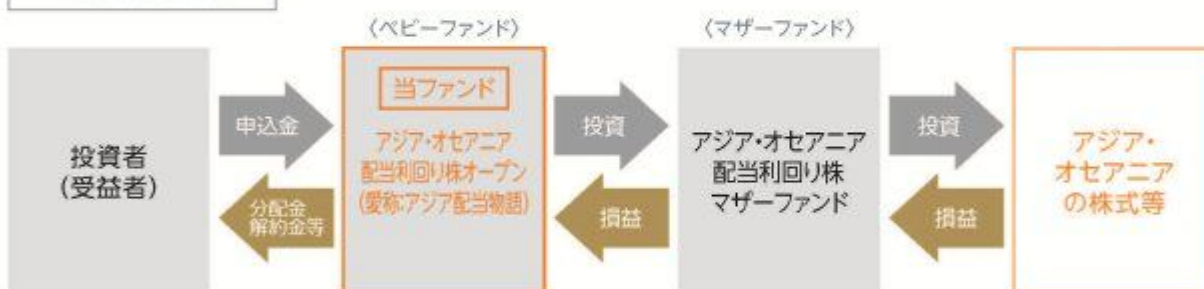 〈ベビーファンド〉
〈マザーファンド〉
投資者
(受益者)
申込金
分配金
解約金等
当ファンド
アジア・オセアニア
配当利回り株オープン
(愛称:アジア配当物語)
投資
損益
アジア・オセアニア
配当利回り株
マザーファンド
投資
損益
アジア・
オセアニア
の株式等